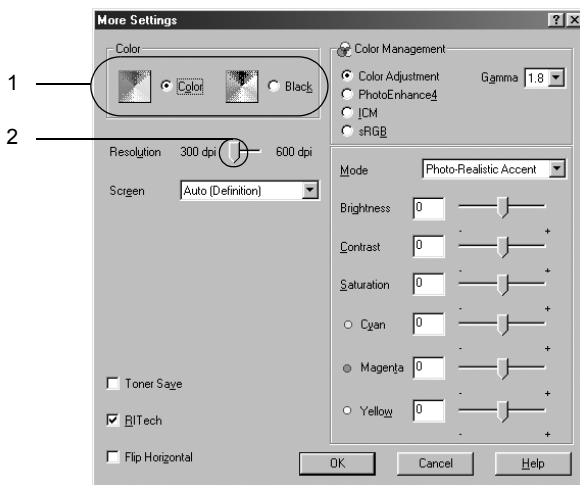 More Settings
1
2
Color
Color
Black
Resolution 300 dpi 600 dpi
Screen Auto (Definition)
Toner Save
RITech
Flip Horizontal
Color Management
Color Adjustment
PhotoEnhance4
ICM
sRGB
Gamma 1.8
Mode Photo-Realistic Accent
Brightness 0
- +
Contrast 0
- +
Saturation 0
- +
Cyan 0
- +
Magenta 0
- +
Yellow 0
- +
OK Cancel Help